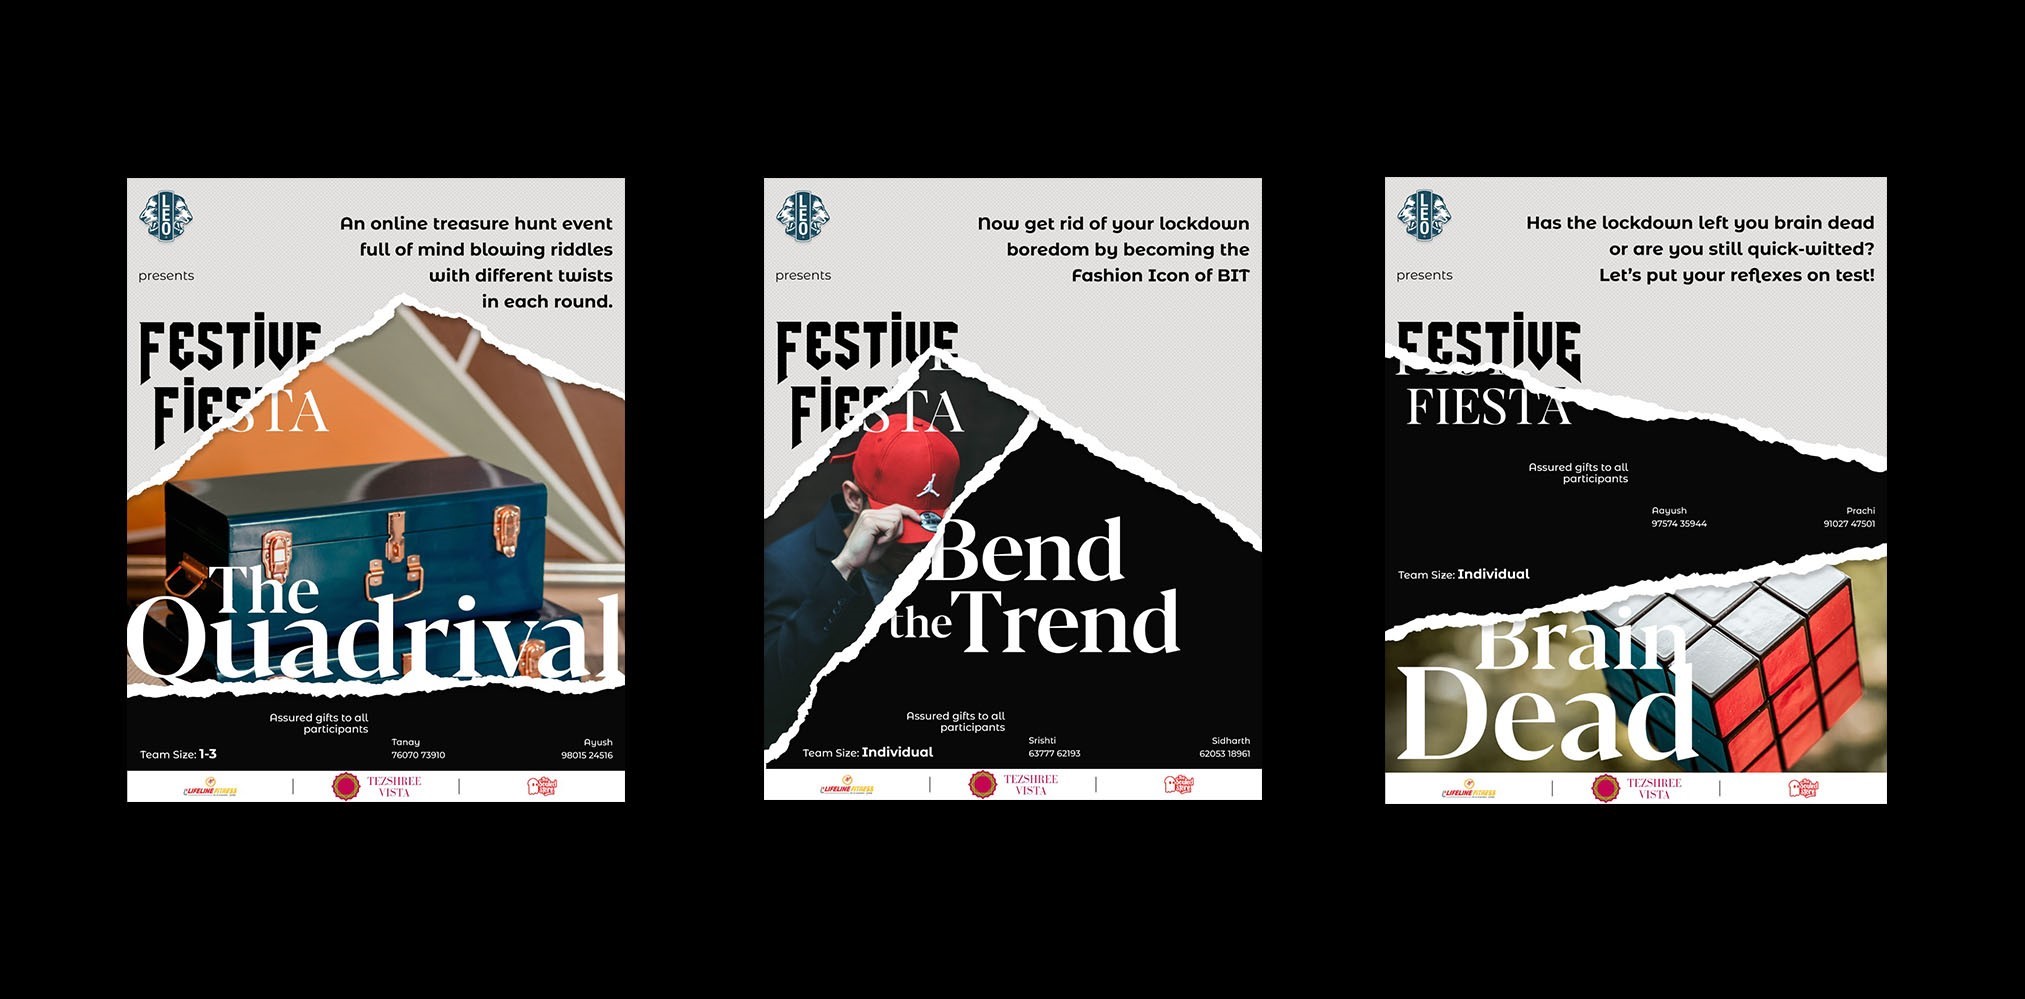 LEO
presents
An online treasure hunt event
full of mind blowing riddles
with different twists
in each round.
FESTIVE
FIESTA
The
Quadrival
Assured gifts to all
participants
Team Size: 1-3
Tanay
76070 73910
Ayush
98015 24516
LIFELINE FITNESS
TEZSHREE
VISTA
LEO
presents
Now get rid of your lockdown
boredom by becoming the
Fashion Icon of BIT
FESTIVE
FIESTA
Bend
the Trend
Assured gifts to all
participants
Team Size: Individual
Srishti
63777 62193
Sidharth
62053 18961
LIFELINE FITNESS
TEZSHREE
VISTA
LEO
presents
Has the lockdown left you brain dead
or are you still quick-witted?
Let's put your reflexes on test!
FESTIVE
FIESTA
Assured gifts to all
participants
Aayush
97574 35944
Prachi
91027 47501
Team Size: Individual
Brain
Dead
LIFELINE FITNESS
TEZSHREE
VISTA